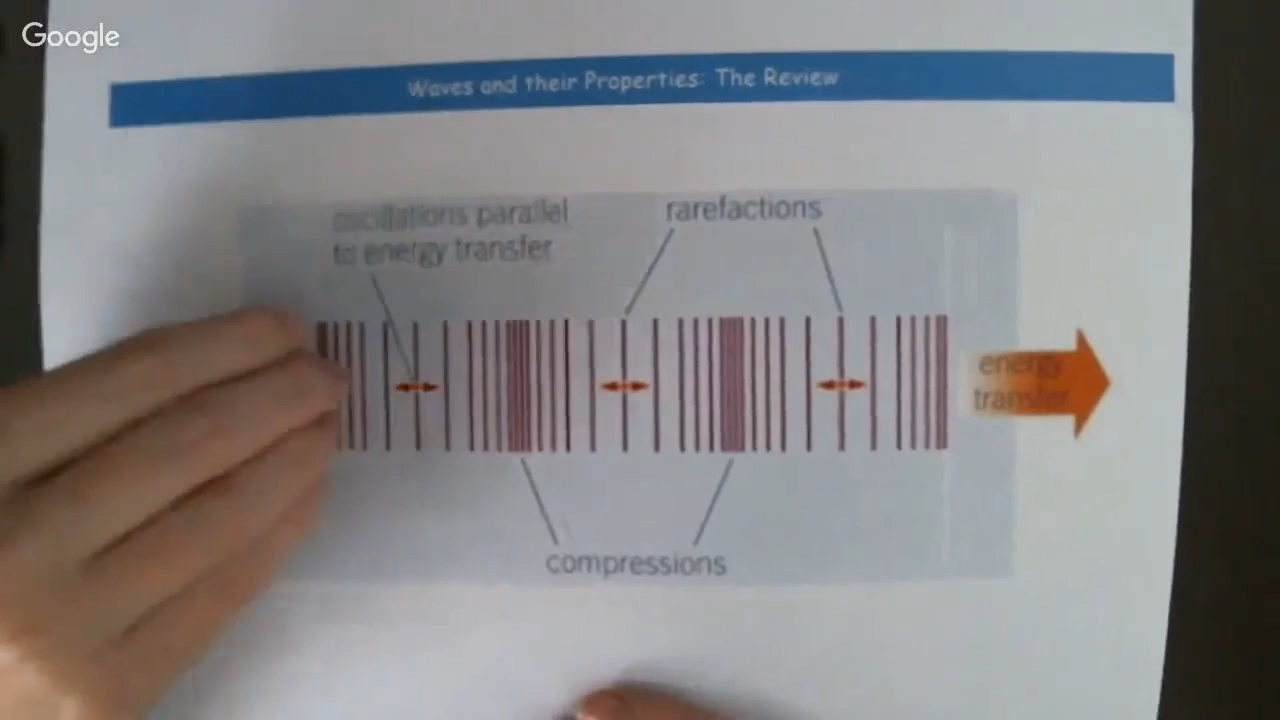 Google
Waves and their Properties: The Review
oscillations parallel
to energy transfer
rarefactions
energy
transfer
compressions